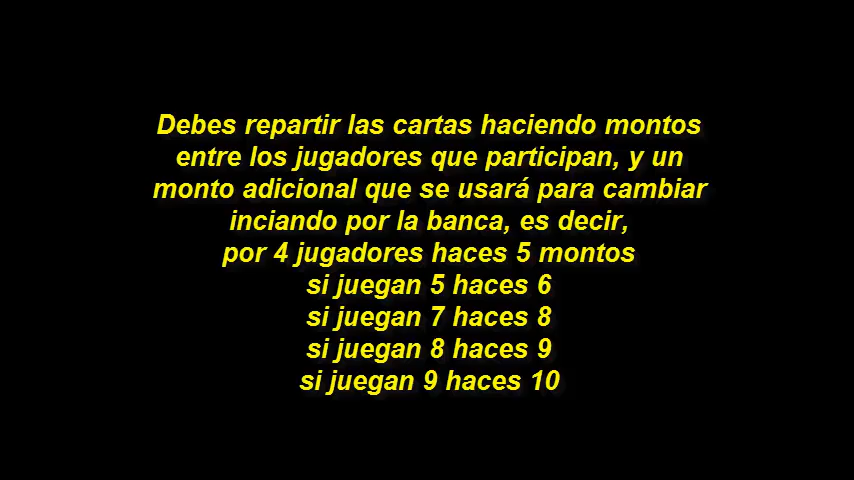 Debes repartir las cartas haciendo montos
entre los jugadores que participan, y un
monto adicional que se usará para cambiar
inciando por la banca, es decir,
por 4 jugadores haces 5 montos
si juegan 5 haces 6
si juegan 7 haces 8
si juegan 8 haces 9
si juegan 9 haces 10